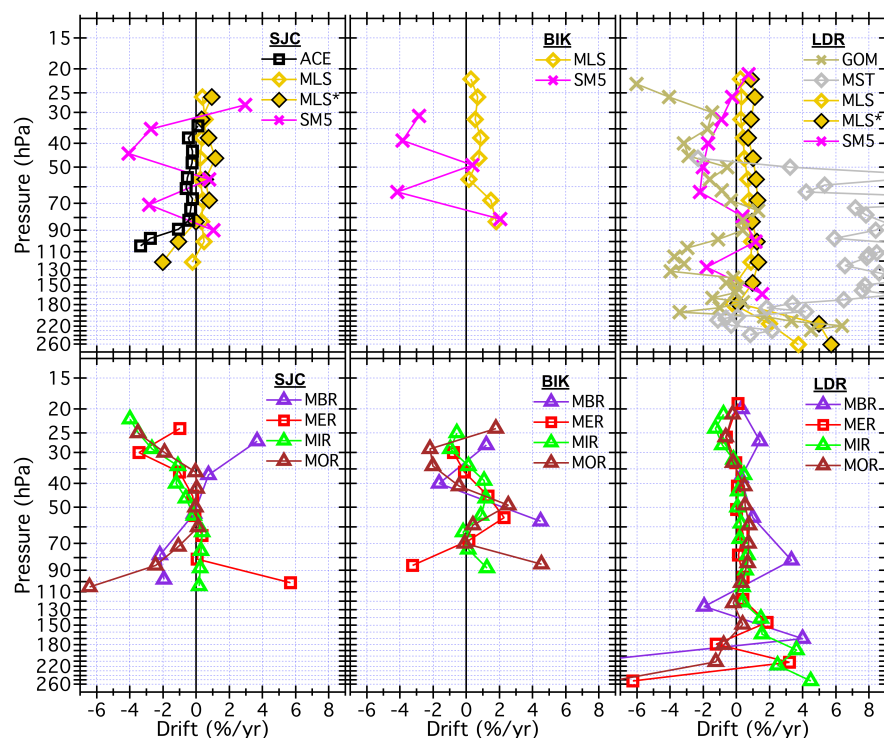 SJC
ACE
MLS
MLS*
SM5
BIK
MLS
SM5
LDR
GOM
MST
MLS
MLS*
SM5
Pressure (hPa)
15
20
25
30
40
50
70
90
110
130
150
180
220
260
SJC
MBR
MER
MIR
MOR
BIK
MBR
MER
MIR
MOR
LDR
MBR
MER
MIR
MOR
Pressure (hPa)
15
20
25
30
40
50
70
90
110
130
150
180
220
260
-6 -4 -2 0 2 4 6 8
-6 -4 -2 0 2 4 6 8
-6 -4 -2 0 2 4 6 8
Drift (%/yr)
Drift (%/yr)
Drift (%/yr)